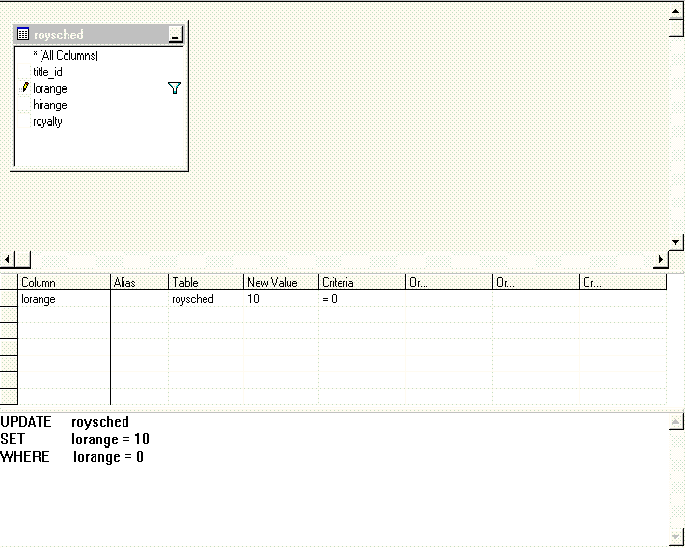 roysched
* (All Columns)
title_id
lorange
hirange
royalty
Column Alias Table New Value Criteria Or... Or... Or...
lorange roysched 10 = 0
UPDATE roysched
SET lorange = 10
WHERE lorange = 0